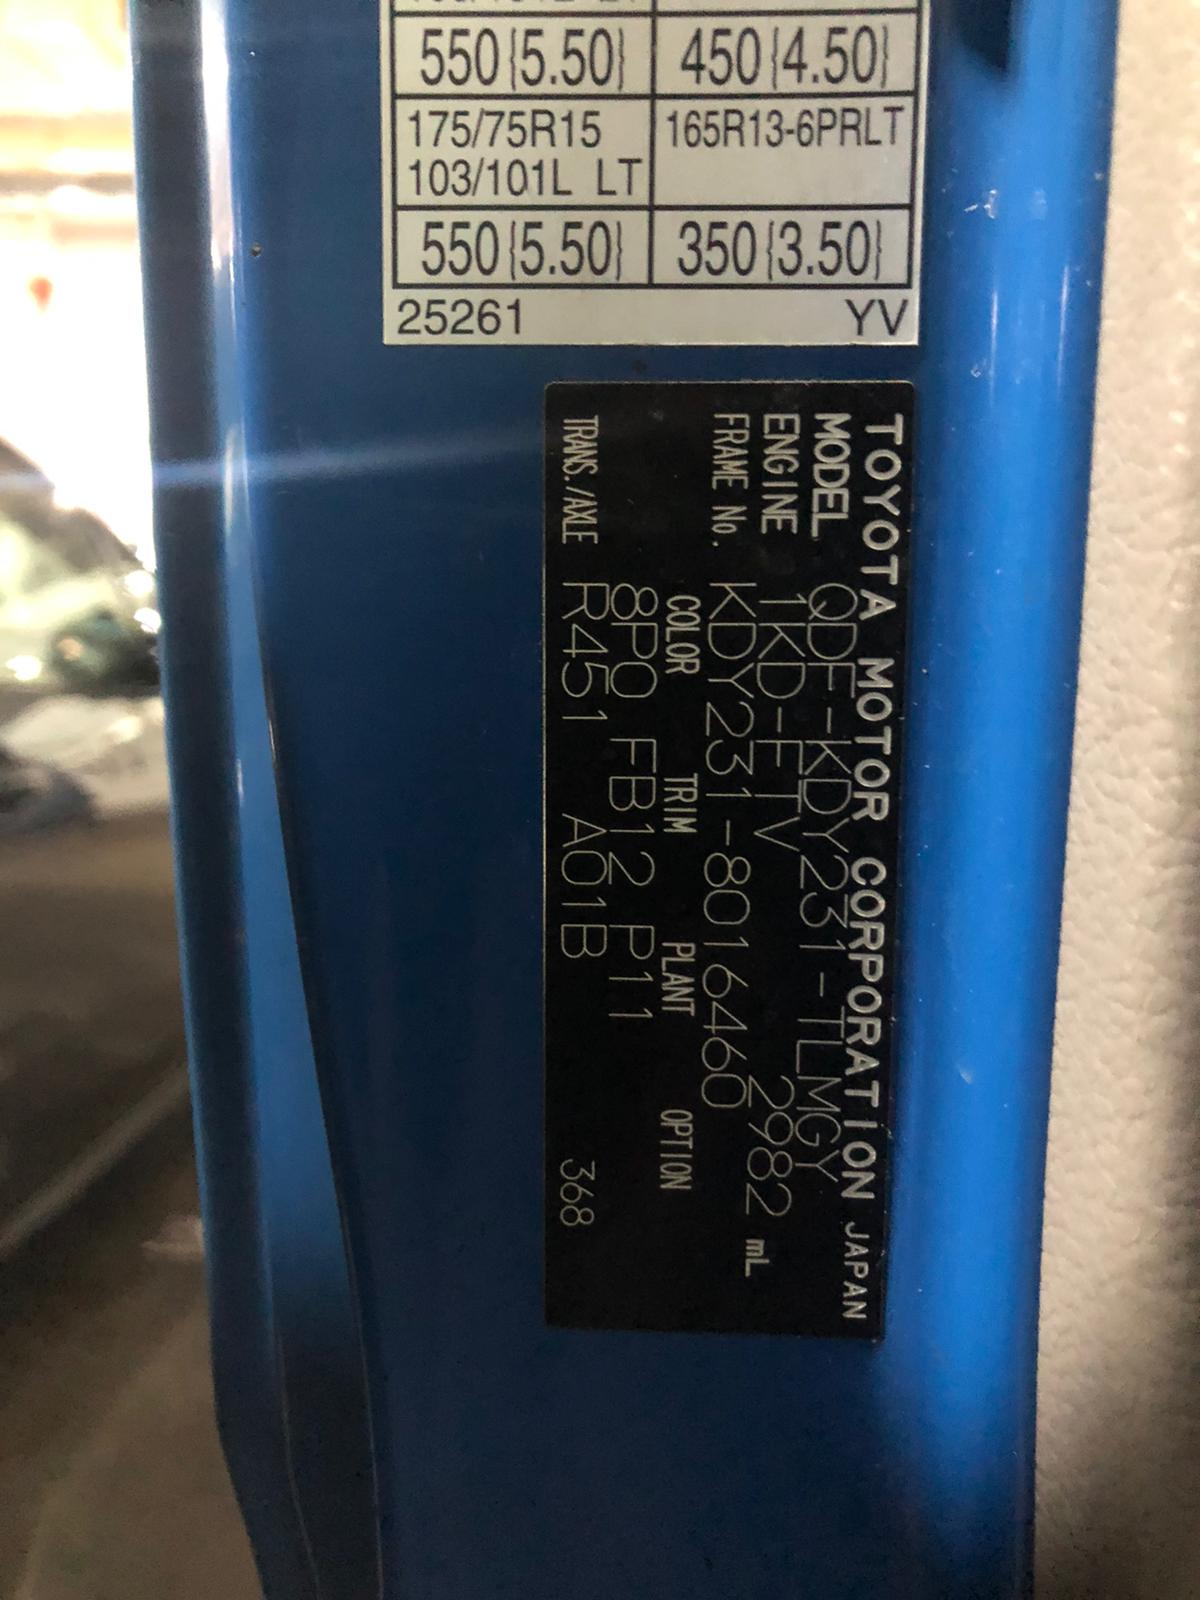 550{5.50} 450{4.50}
175/75R15 165R13-6PRLT
103/101L LT
550{5.50} 350{3.50}
25261 YV
TOYOTA MOTOR CORPORATION JAPAN
MODEL QDF-KDY231-TLMGY
ENGINE 1KD-FTV 2982 mL
FRAME No. KDY231-8016460
COLOR TRIM PLANT OPTION
8P0 FB12 P11
TRANS./AXLE R451 A01B 368